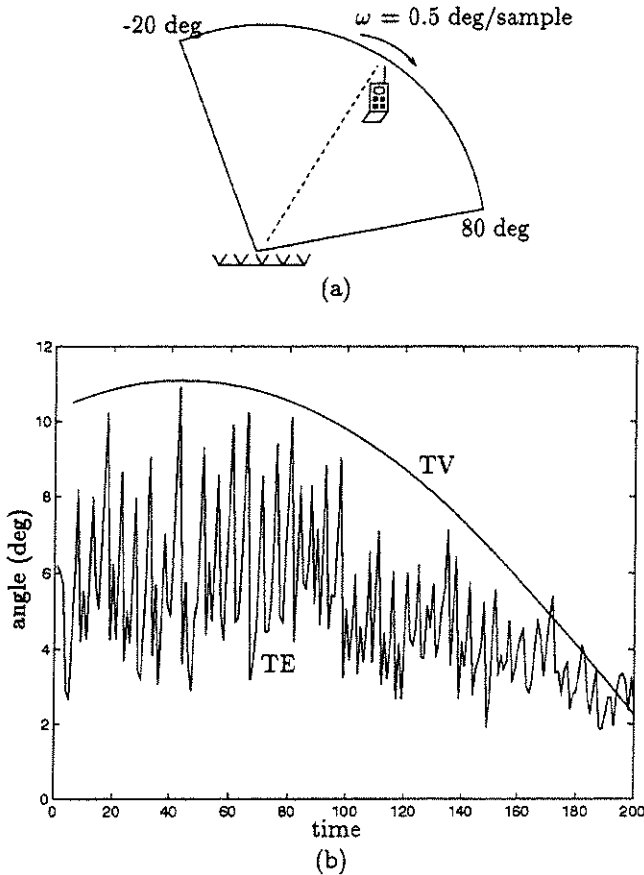 -20 deg
ω = 0.5 deg/sample
80 deg
(a)
12
10
8
6
4
2
0
angle (deg)
TV
TE
0 20 40 60 80 100 120 140 160 180 200
time
(b)